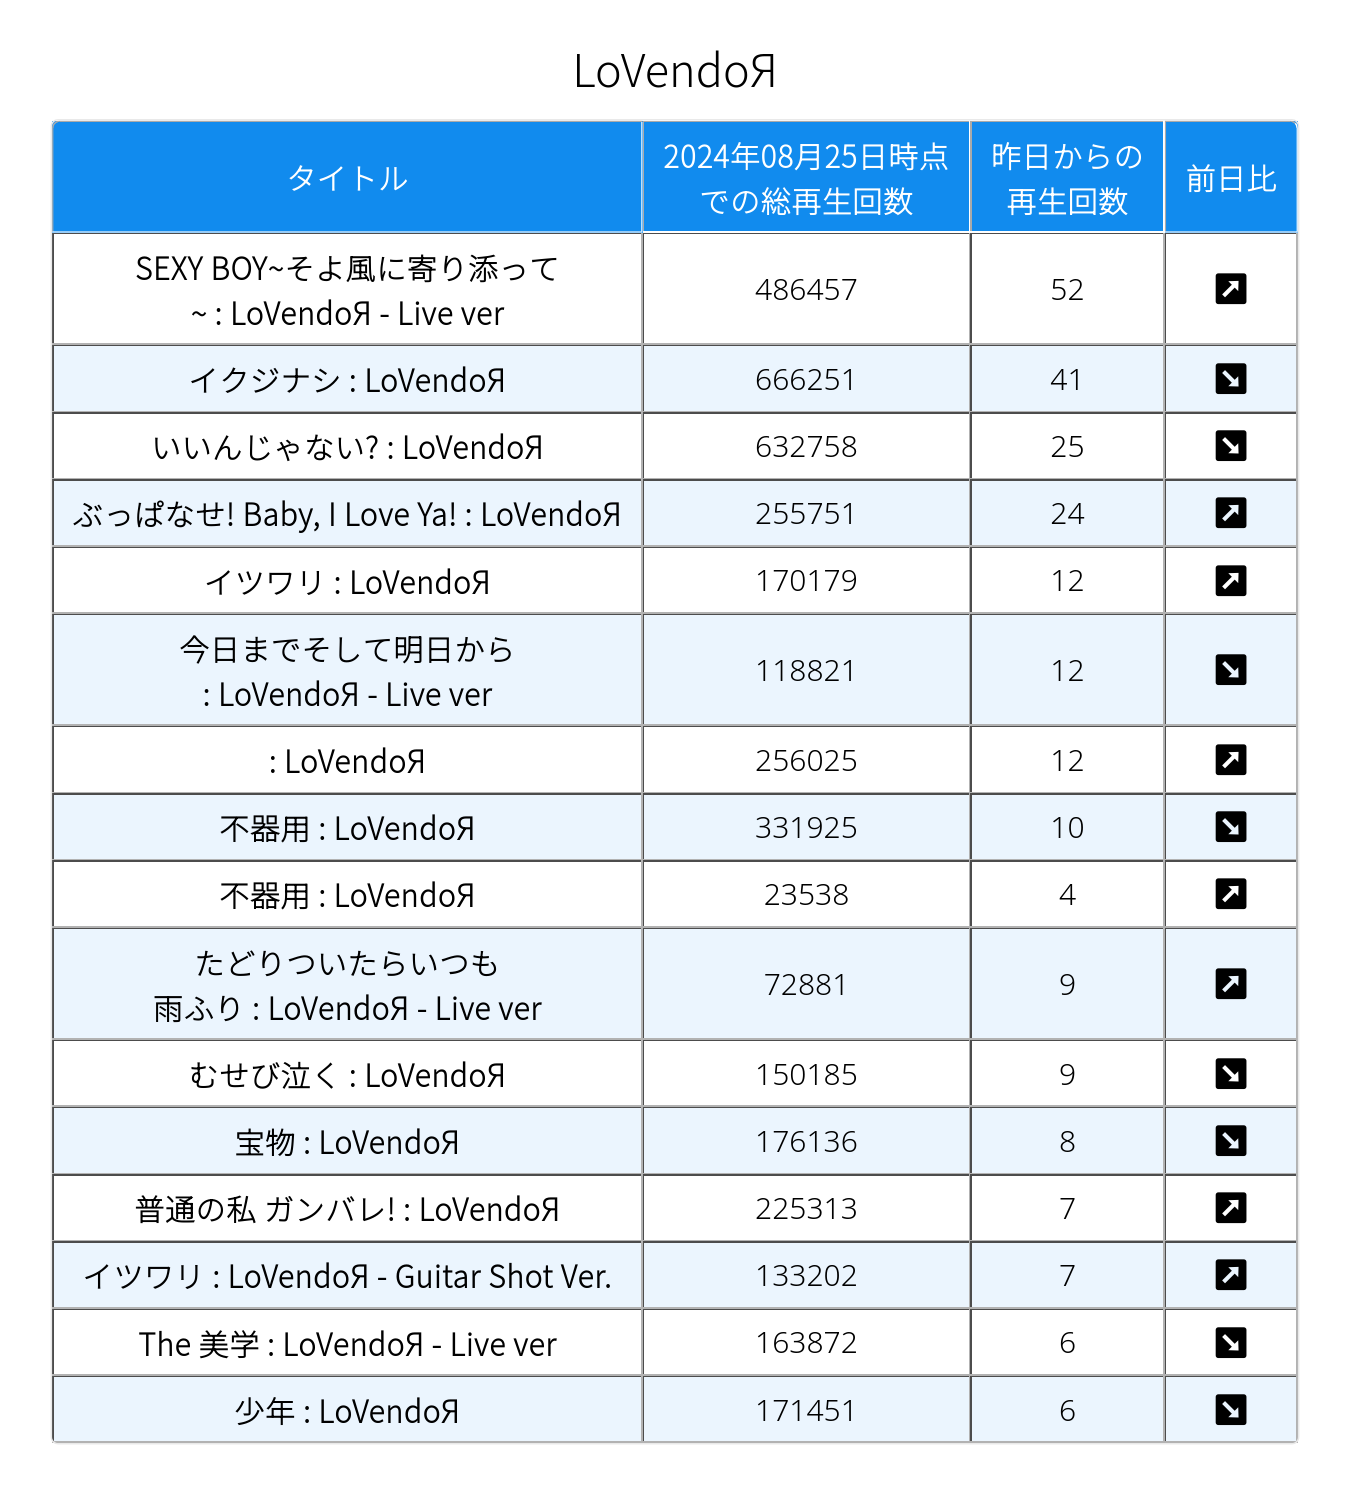 LoVendoЯ
タイトル
2024年08月25日時点
での総再生回数
昨日からの
再生回数
前日比
SEXY BOY~そよ風に寄り添って
~ : LoVendoЯ - Live ver
486457
52
イクジナシ : LoVendoЯ
666251
41
いいんじゃない? : LoVendoЯ
632758
25
ぶっぱなせ! Baby, I Love Ya! : LoVendoЯ
255751
24
イツワリ : LoVendoЯ
170179
12
今日までそして明日から
: LoVendoЯ - Live ver
118821
12
: LoVendoЯ
256025
12
不器用 : LoVendoЯ
331925
10
不器用 : LoVendoЯ
23538
4
たどりついたらいつも
雨ふり : LoVendoЯ - Live ver
72881
9
むせび泣く : LoVendoЯ
150185
9
宝物 : LoVendoЯ
176136
8
普通の私 ガンバレ! : LoVendoЯ
225313
7
イツワリ : LoVendoЯ - Guitar Shot Ver.
133202
7
The 美学 : LoVendoЯ - Live ver
163872
6
少年 : LoVendoЯ
171451
6